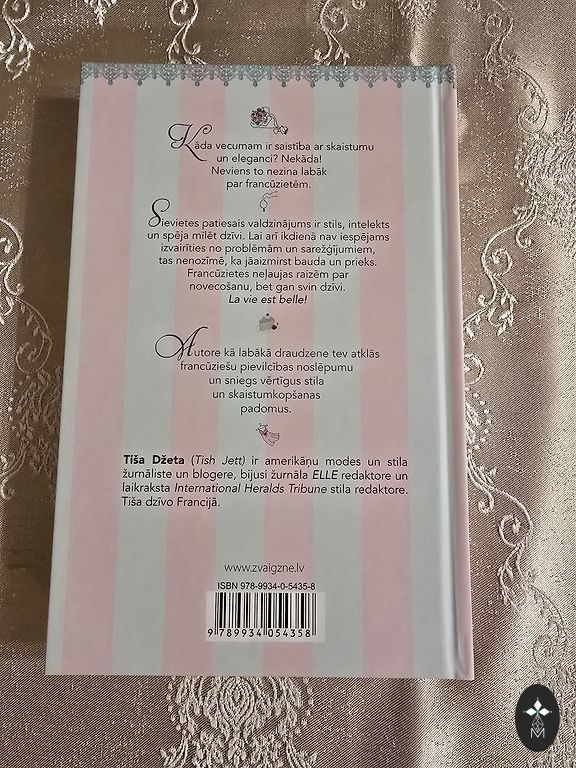 Kāda vecumam ir saistība ar skaistumu
un eleganci? Nekāda!
Neviens to nezina labāk
par francūzietēm.
Sievietes patiesais valdzinājums ir stils, intelekts
un spēja mīlēt dzīvi. Lai arī ikdienā nav iespējams
izvairīties no problēmām un sarežģījumiem,
tas nenozīmē, ka jāaizmirst bauda un prieks.
Francūzietes neļaujas raizēm par
novecošanu, bet gan svin dzīvi.
La vie est belle!
Autore kā labākā draudzene tev atklās
francūziešu pievilcības noslēpumu
un sniegs vērtīgus stila
un skaistumkopšanas
padomus.
Tiša Džeta (Tish Jett) ir amerikāņu modes un stila
žurnāliste un blogere, bijusi žurnāla ELLE redaktore un
laikraksta International Heralds Tribune stila redaktore.
Tiša dzīvo Francijā.
www.zvaigzne.lv
ISBN 978-9934-0-5435-8
9 789934 054358
M